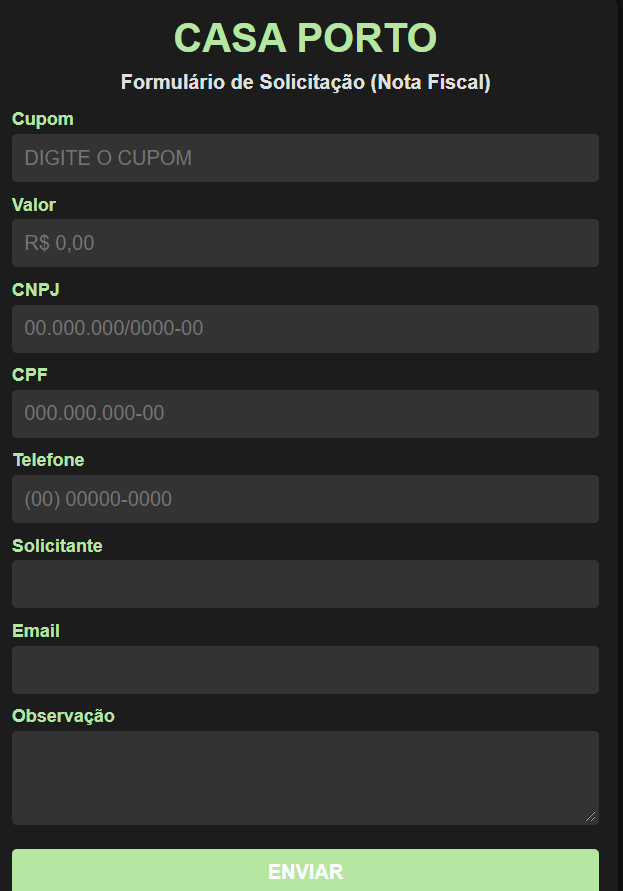 CASA PORTO
Formulário de Solicitação (Nota Fiscal)
Cupom
DIGITE O CUPOM
Valor
R$ 0,00
CNPJ
00.000.000/0000-00
CPF
000.000.000-00
Telefone
(00) 00000-0000
Solicitante
Email
Observação
ENVIAR